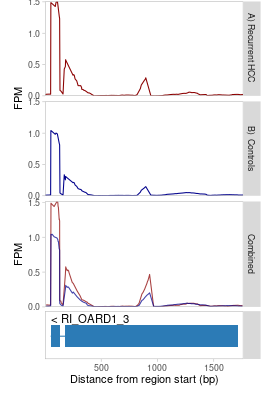 1.5
1.0
0.5
0.0
A) Recurrent HCC
FPM
1.5
1.0
0.5
0.0
B) Controls
1.5
1.0
0.5
0.0
Combined
FPM
< RI_OARD1_3
500
1000
1500
Distance from region start (bp)